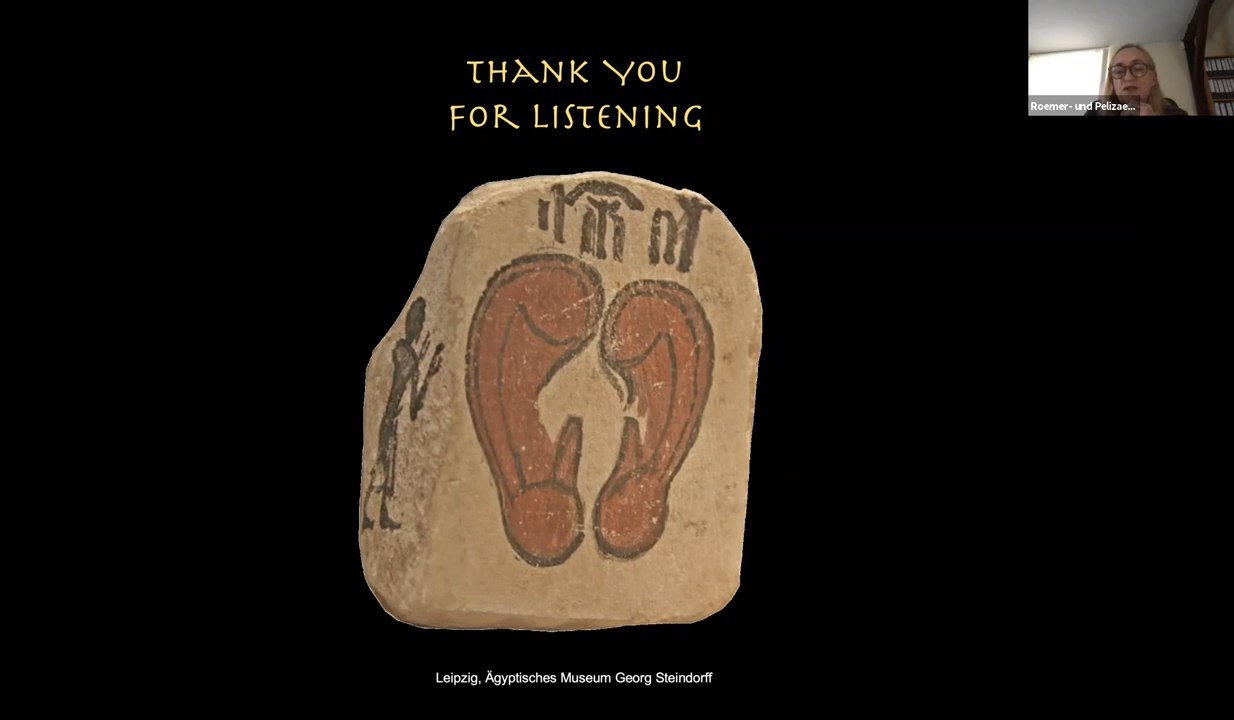 THANK YOU
FOR LISTENING
Roemer- und Pelizae...
Leipzig, Ägyptisches Museum Georg Steindorff